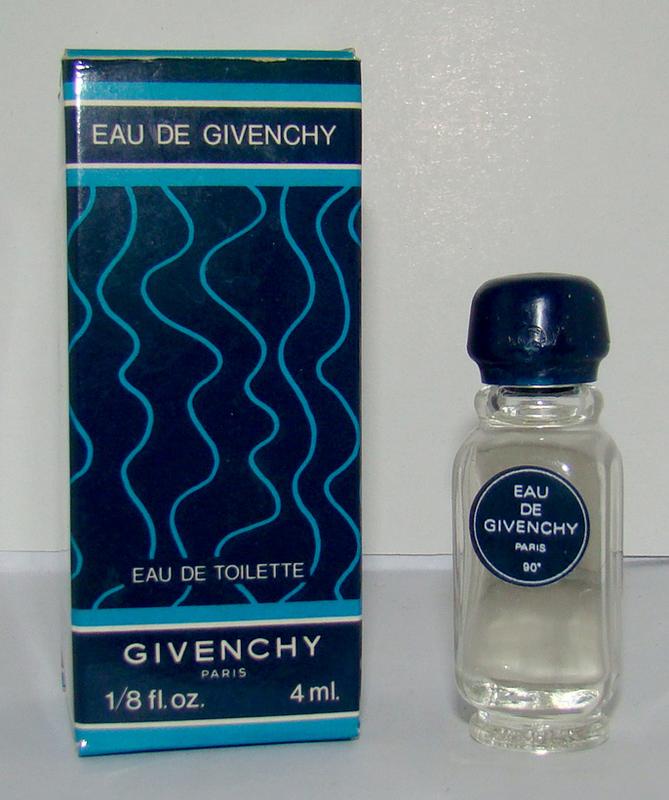 EAU DE GIVENCHY
EAU DE TOILETTE
GIVENCHY
PARIS
1/8 fl. oz. 4 ml.
EAU
DE
GIVENCHY
PARIS
90°